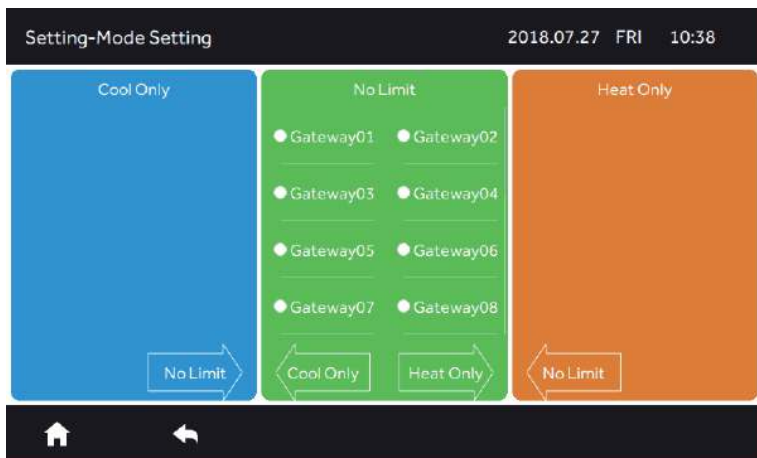 Setting-Mode Setting 2018.07.27 FRI 10:38
Cool Only No Limit Heat Only
Gateway01 Gateway02
Gateway03 Gateway04
Gateway05 Gateway06
Gateway07 Gateway08
No Limit Cool Only Heat Only No Limit